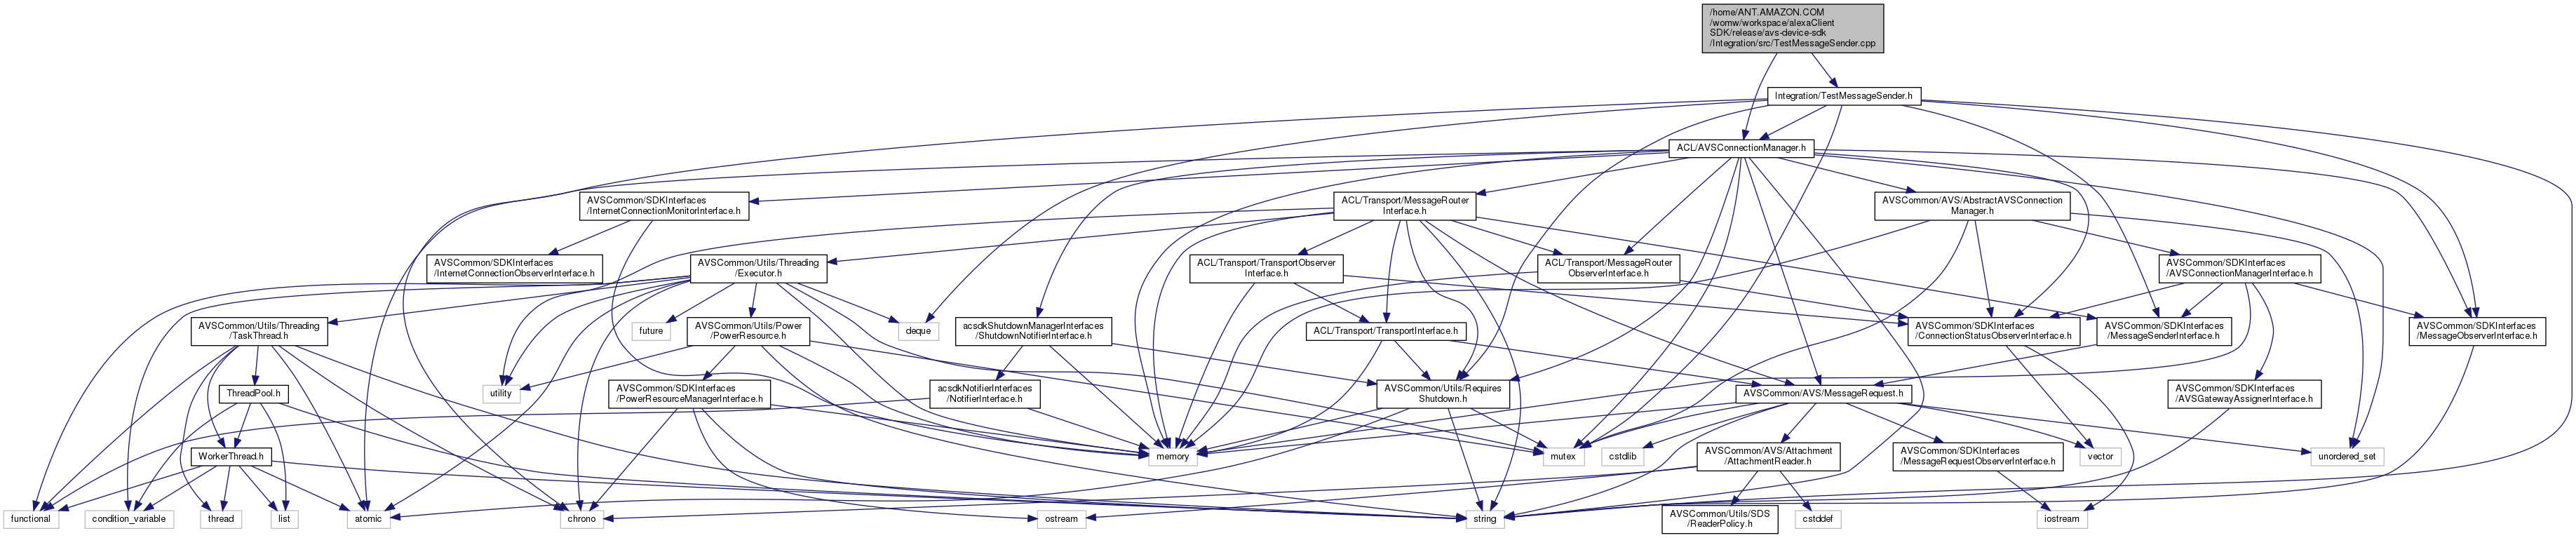 /home/ANT.AMAZON.COM
/womw/workspace/alexaClient
SDK/release/avs-device-sdk
/Integration/src/TestMessageSender.cpp
Integration/TestMessageSender.h
ACL/AVSConnectionManager.h
AVSCommon/SDKInterfaces
/InternetConnectionMonitorInterface.h
ACL/Transport/MessageRouter
Interface.h
AVSCommon/AVS/AbstractAVSConnection
Manager.h
AVSCommon/SDKInterfaces
/InternetConnectionObserverInterface.h
AVSCommon/Utils/Threading
/Executor.h
ACL/Transport/TransportObserver
Interface.h
ACL/Transport/MessageRouter
ObserverInterface.h
AVSCommon/SDKInterfaces
/AVSConnectionManagerInterface.h
AVSCommon/Utils/Threading
/TaskThread.h
future
AVSCommon/Utils/Power
/PowerResource.h
deque
acsdkShutdownManagerInterfaces
/ShutdownNotifierInterface.h
ACL/Transport/TransportInterface.h
AVSCommon/SDKInterfaces
/ConnectionStatusObserverInterface.h
AVSCommon/SDKInterfaces
/MessageSenderInterface.h
AVSCommon/SDKInterfaces
/MessageObserverInterface.h
ThreadPool.h
utility
AVSCommon/SDKInterfaces
/PowerResourceManagerInterface.h
acsdkNotifierInterfaces
/NotifierInterface.h
AVSCommon/Utils/Requires
Shutdown.h
AVSCommon/AVS/MessageRequest.h
AVSCommon/SDKInterfaces
/AVSGatewayAssignerInterface.h
WorkerThread.h
memory
mutex
cstdlib
AVSCommon/AVS/Attachment
/AttachmentReader.h
AVSCommon/SDKInterfaces
/MessageRequestObserverInterface.h
vector
unordered_set
functional
condition_variable
thread
list
atomic
chrono
ostream
string
AVSCommon/Utils/SDS
/ReaderPolicy.h
cstddef
iostream